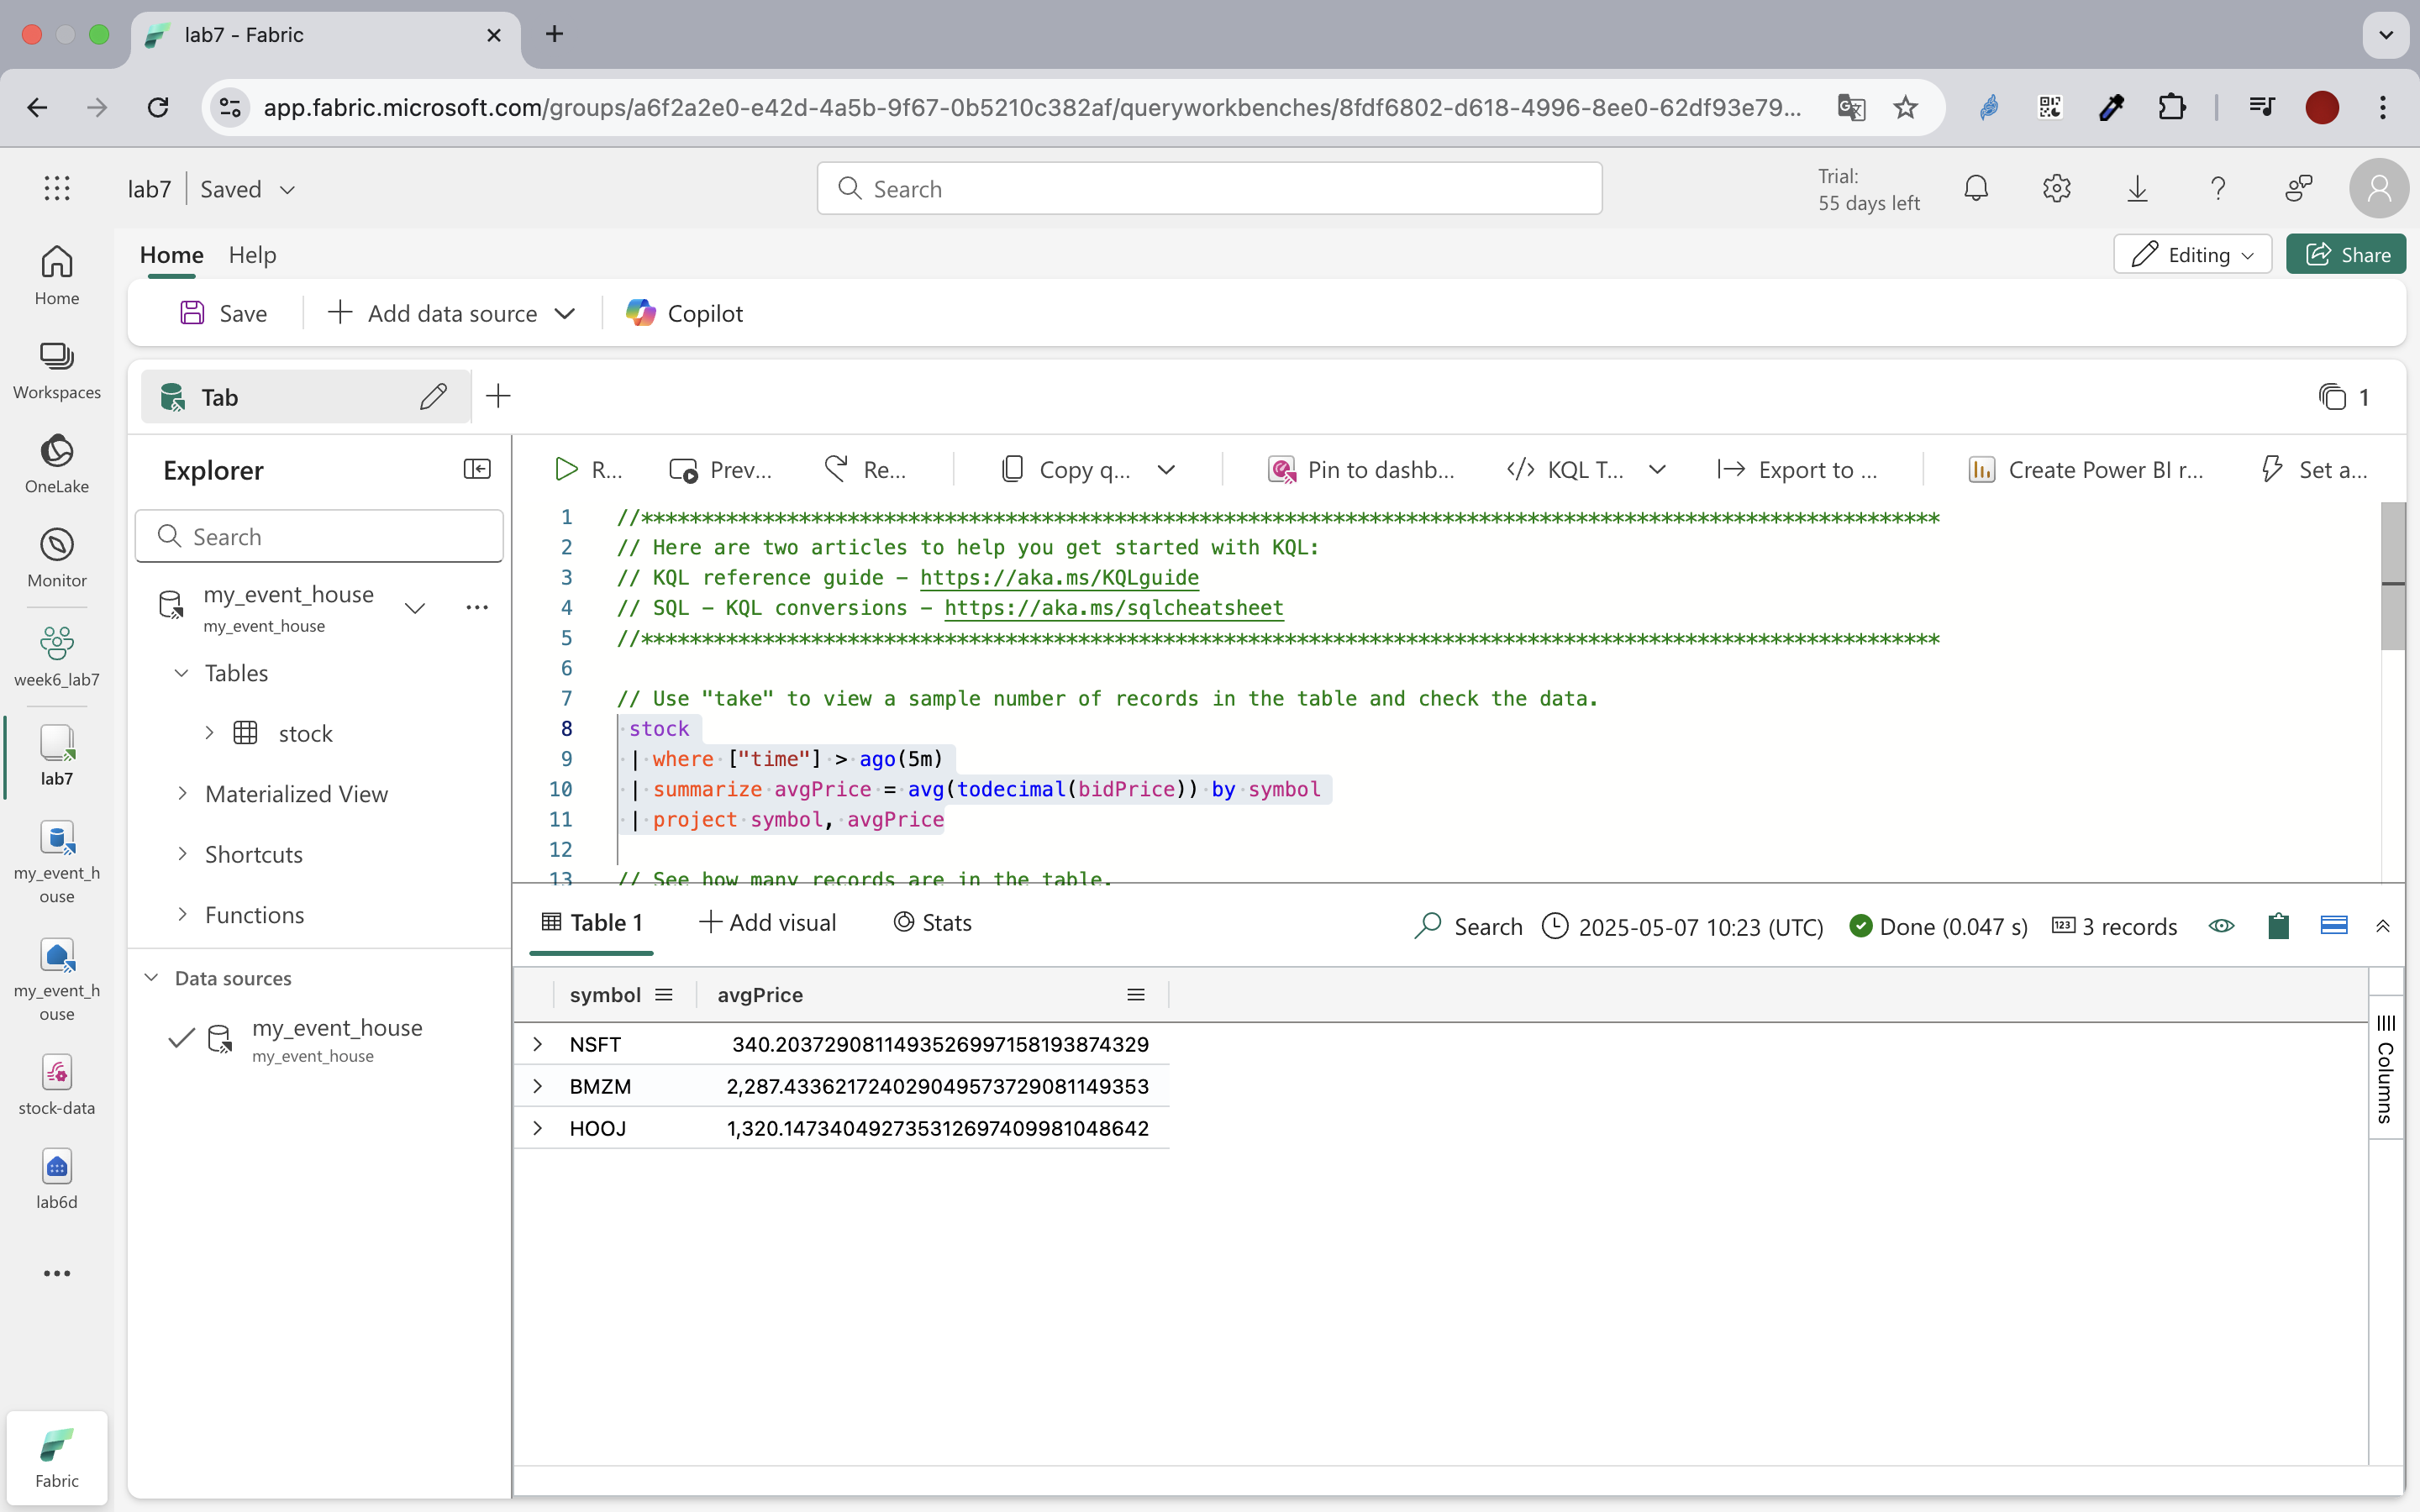 lab7 - Fabric
app.fabric.microsoft.com/groups/a6f2a2e0-e42d-4a5b-9f67-0b5210c382af/queryworkbenches/8fdf6802-d618-4996-8ee0-62df93e79...
lab7 | Saved
Search
Trial:
55 days left
Home
Help
Editing
Share
Save
Add data source
Copilot
Home
Workspaces
OneLake
Monitor
week6_lab7
lab7
my_event_h
ouse
my_event_h
ouse
stock-data
lab6d
Fabric
Tab
1
Explorer
Search
my_event_house
my_event_house
Tables
stock
Materialized View
Shortcuts
Functions
Data sources
my_event_house
my_event_house
R...
Prev...
Re...
Copy q...
Pin to dashb...
KQL T...
Export to ...
Create Power BI r...
Set a...
1 //***********************************************************************************************************
2 // Here are two articles to help you get started with KQL:
3 // KQL reference guide - https://aka.ms/KQLguide
4 // SQL - KQL conversions - https://aka.ms/sqlcheatsheet
5 //***********************************************************************************************************
6
7 // Use "take" to view a sample number of records in the table and check the data.
8 stock
9 | where ["time"] > ago(5m)
10 | summarize avgPrice = avg(todecimal(bidPrice)) by symbol
11 | project symbol, avgPrice
12
13 // See how many records are in the table.
Table 1
Add visual
Stats
Search
2025-05-07 10:23 (UTC)
Done (0.047 s)
3 records
symbol avgPrice
NSFT 340.2037290811493526997158193874329
BMZM 2,287.4336217240290495737290811493​53
HOOJ 1,320.147340492735312697409981048642
Columns